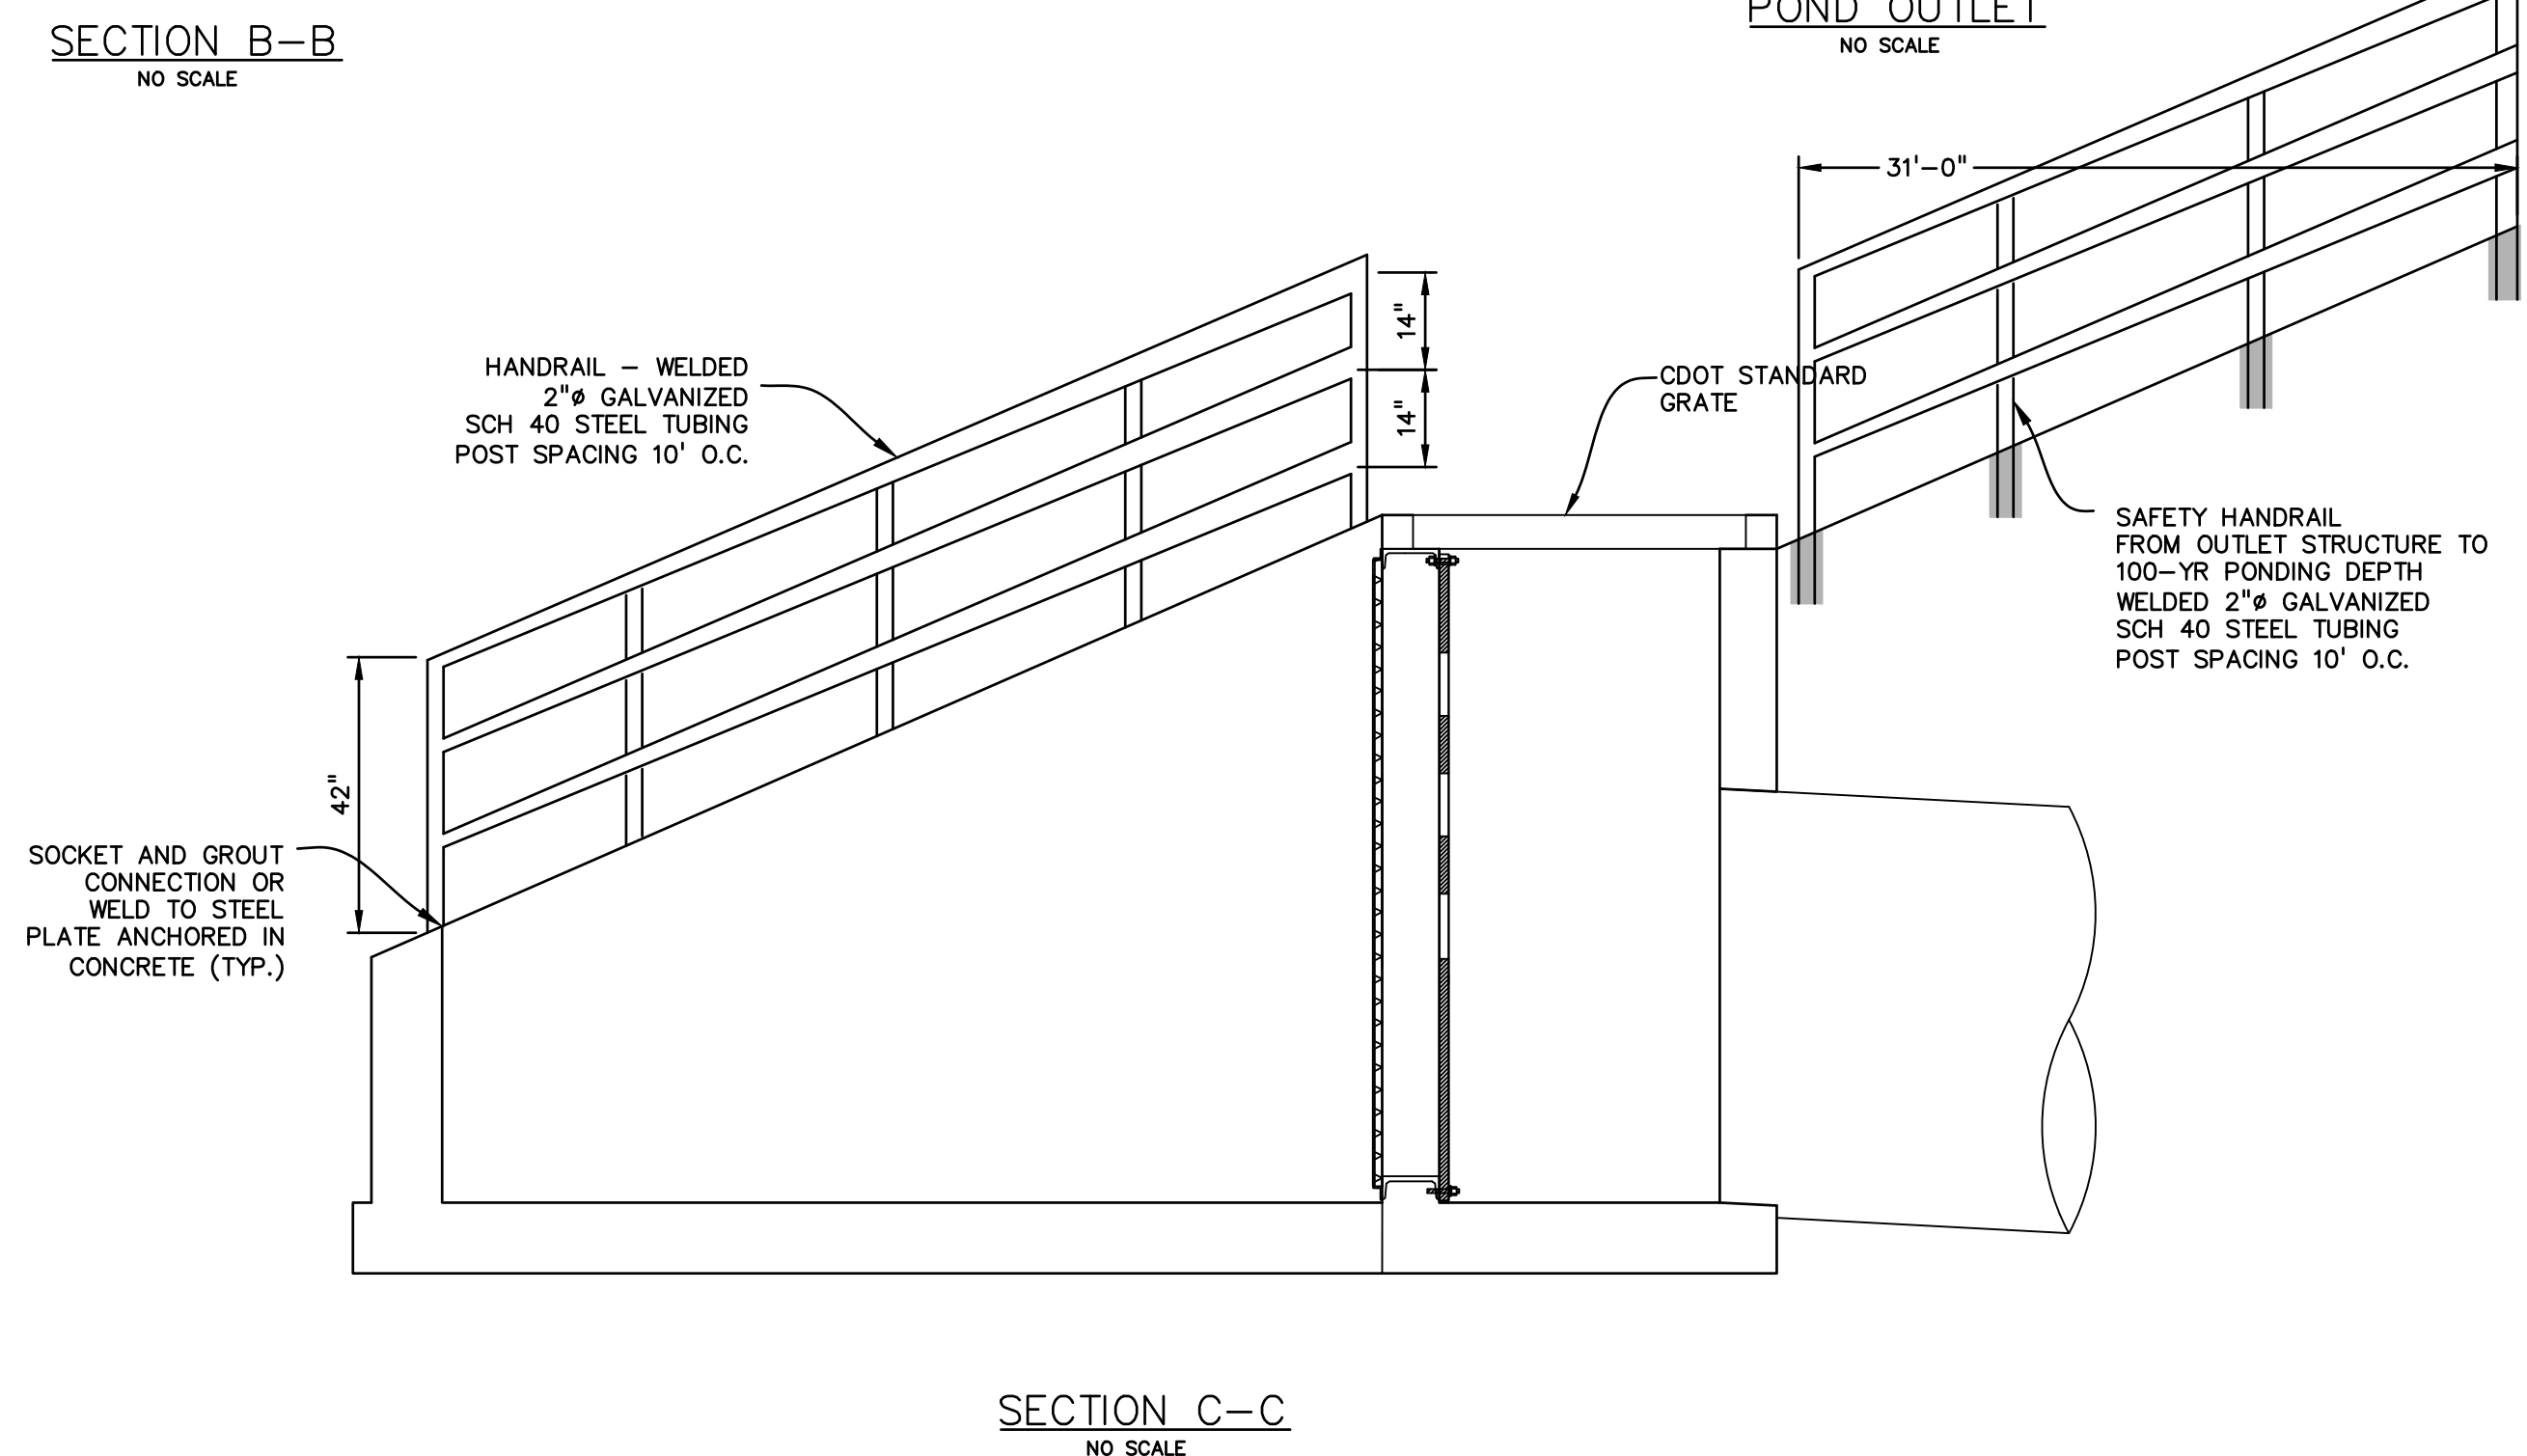 SECTION B-B
NO SCALE
POND OUTLET
NO SCALE
31'-0"
14"
14"
HANDRAIL - WELDED
2"ø GALVANIZED
SCH 40 STEEL TUBING
POST SPACING 10' O.C.
CDOT STANDARD
GRATE
SAFETY HANDRAIL
FROM OUTLET STRUCTURE TO
100-YR PONDING DEPTH
WELDED 2"ø GALVANIZED
SCH 40 STEEL TUBING
POST SPACING 10' O.C.
42"
SOCKET AND GROUT
CONNECTION OR
WELD TO STEEL
PLATE ANCHORED IN
CONCRETE (TYP.)
SECTION C-C
NO SCALE